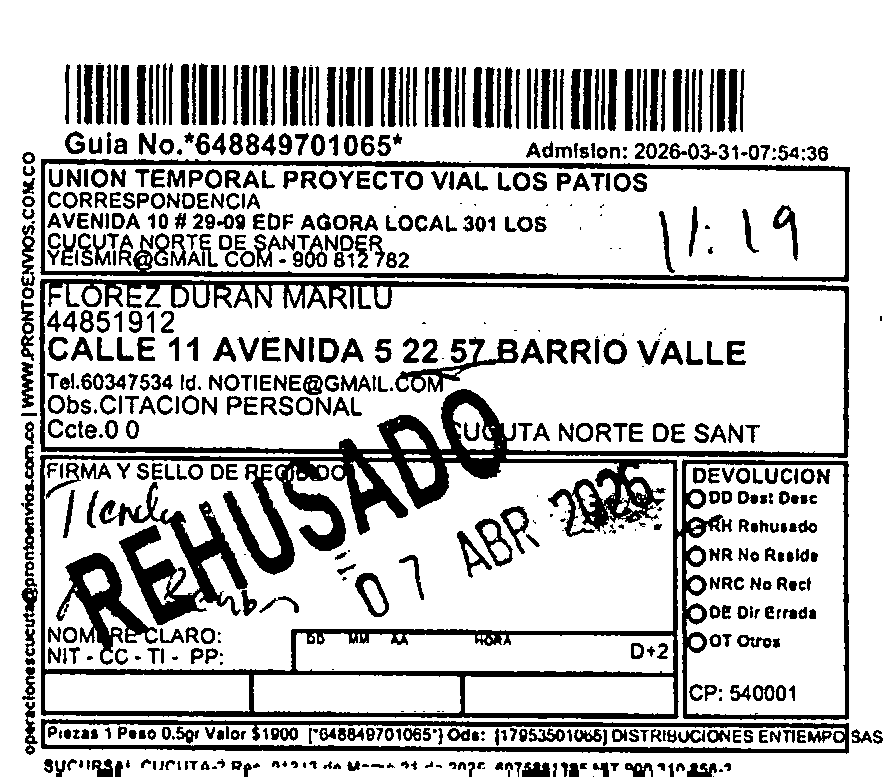 Guia No.*648849701065*
Admision: 2026-03-31-07:54:36
operacionescucuta@prontoenvios.com.co | WWW.PRONTOENVIOS.COM.CO
UNION TEMPORAL PROYECTO VIAL LOS PATIOS
CORRESPONDENCIA
AVENIDA 10 # 29-09 EDF AGORA LOCAL 301 LOS
CUCUTA NORTE DE SANTANDER
YEISMIR@GMAIL.COM - 900 812 782
11:19
FLOREZ DURAN MARILU
44851912
CALLE 11 AVENIDA 5 22 57 BARRIO VALLE
Tel.60347534 Id. NOTIENE@GMAIL.COM
Obs.CITACION PERSONAL
Ccte.0 0
CUCUTA NORTE DE SANT
FIRMA Y SELLO DE RECIBIDO
REHUSADO
07 ABR 2026
NOMBRE CLARO:
NIT - CC - TI - PP:
DD MM AA HORA
D+2
DEVOLUCION
DD Dest Desc
RH Rehusado
NR No Reside
NRC No Recl
DE Dir Errada
OT Otros
CP: 540001
Piezas 1 Peso 0.5gr Valor $1900 [*648849701065*] Ods: [17953501065] DISTRIBUCIONES ENTIEMPO SAS